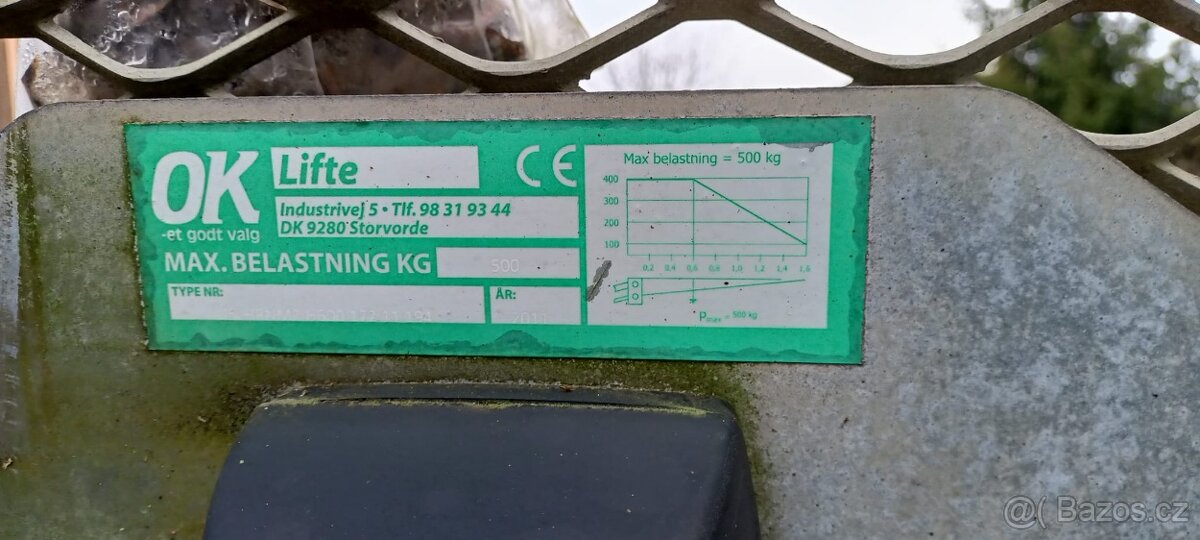 OK
-et godt valg
Lifte
CE
Industrivej 5 • Tlf. 98 31 93 44
DK 9280 Storvorde
MAX. BELASTNING KG 500
TYPE NR:
ÅR: 2011
Max belastning = 500 kg
400
300
200
100
0,2 0,4 0,6 0,8 1,0 1,2 1,4 1,6
P max = 500 kg
@( Bazos.cz